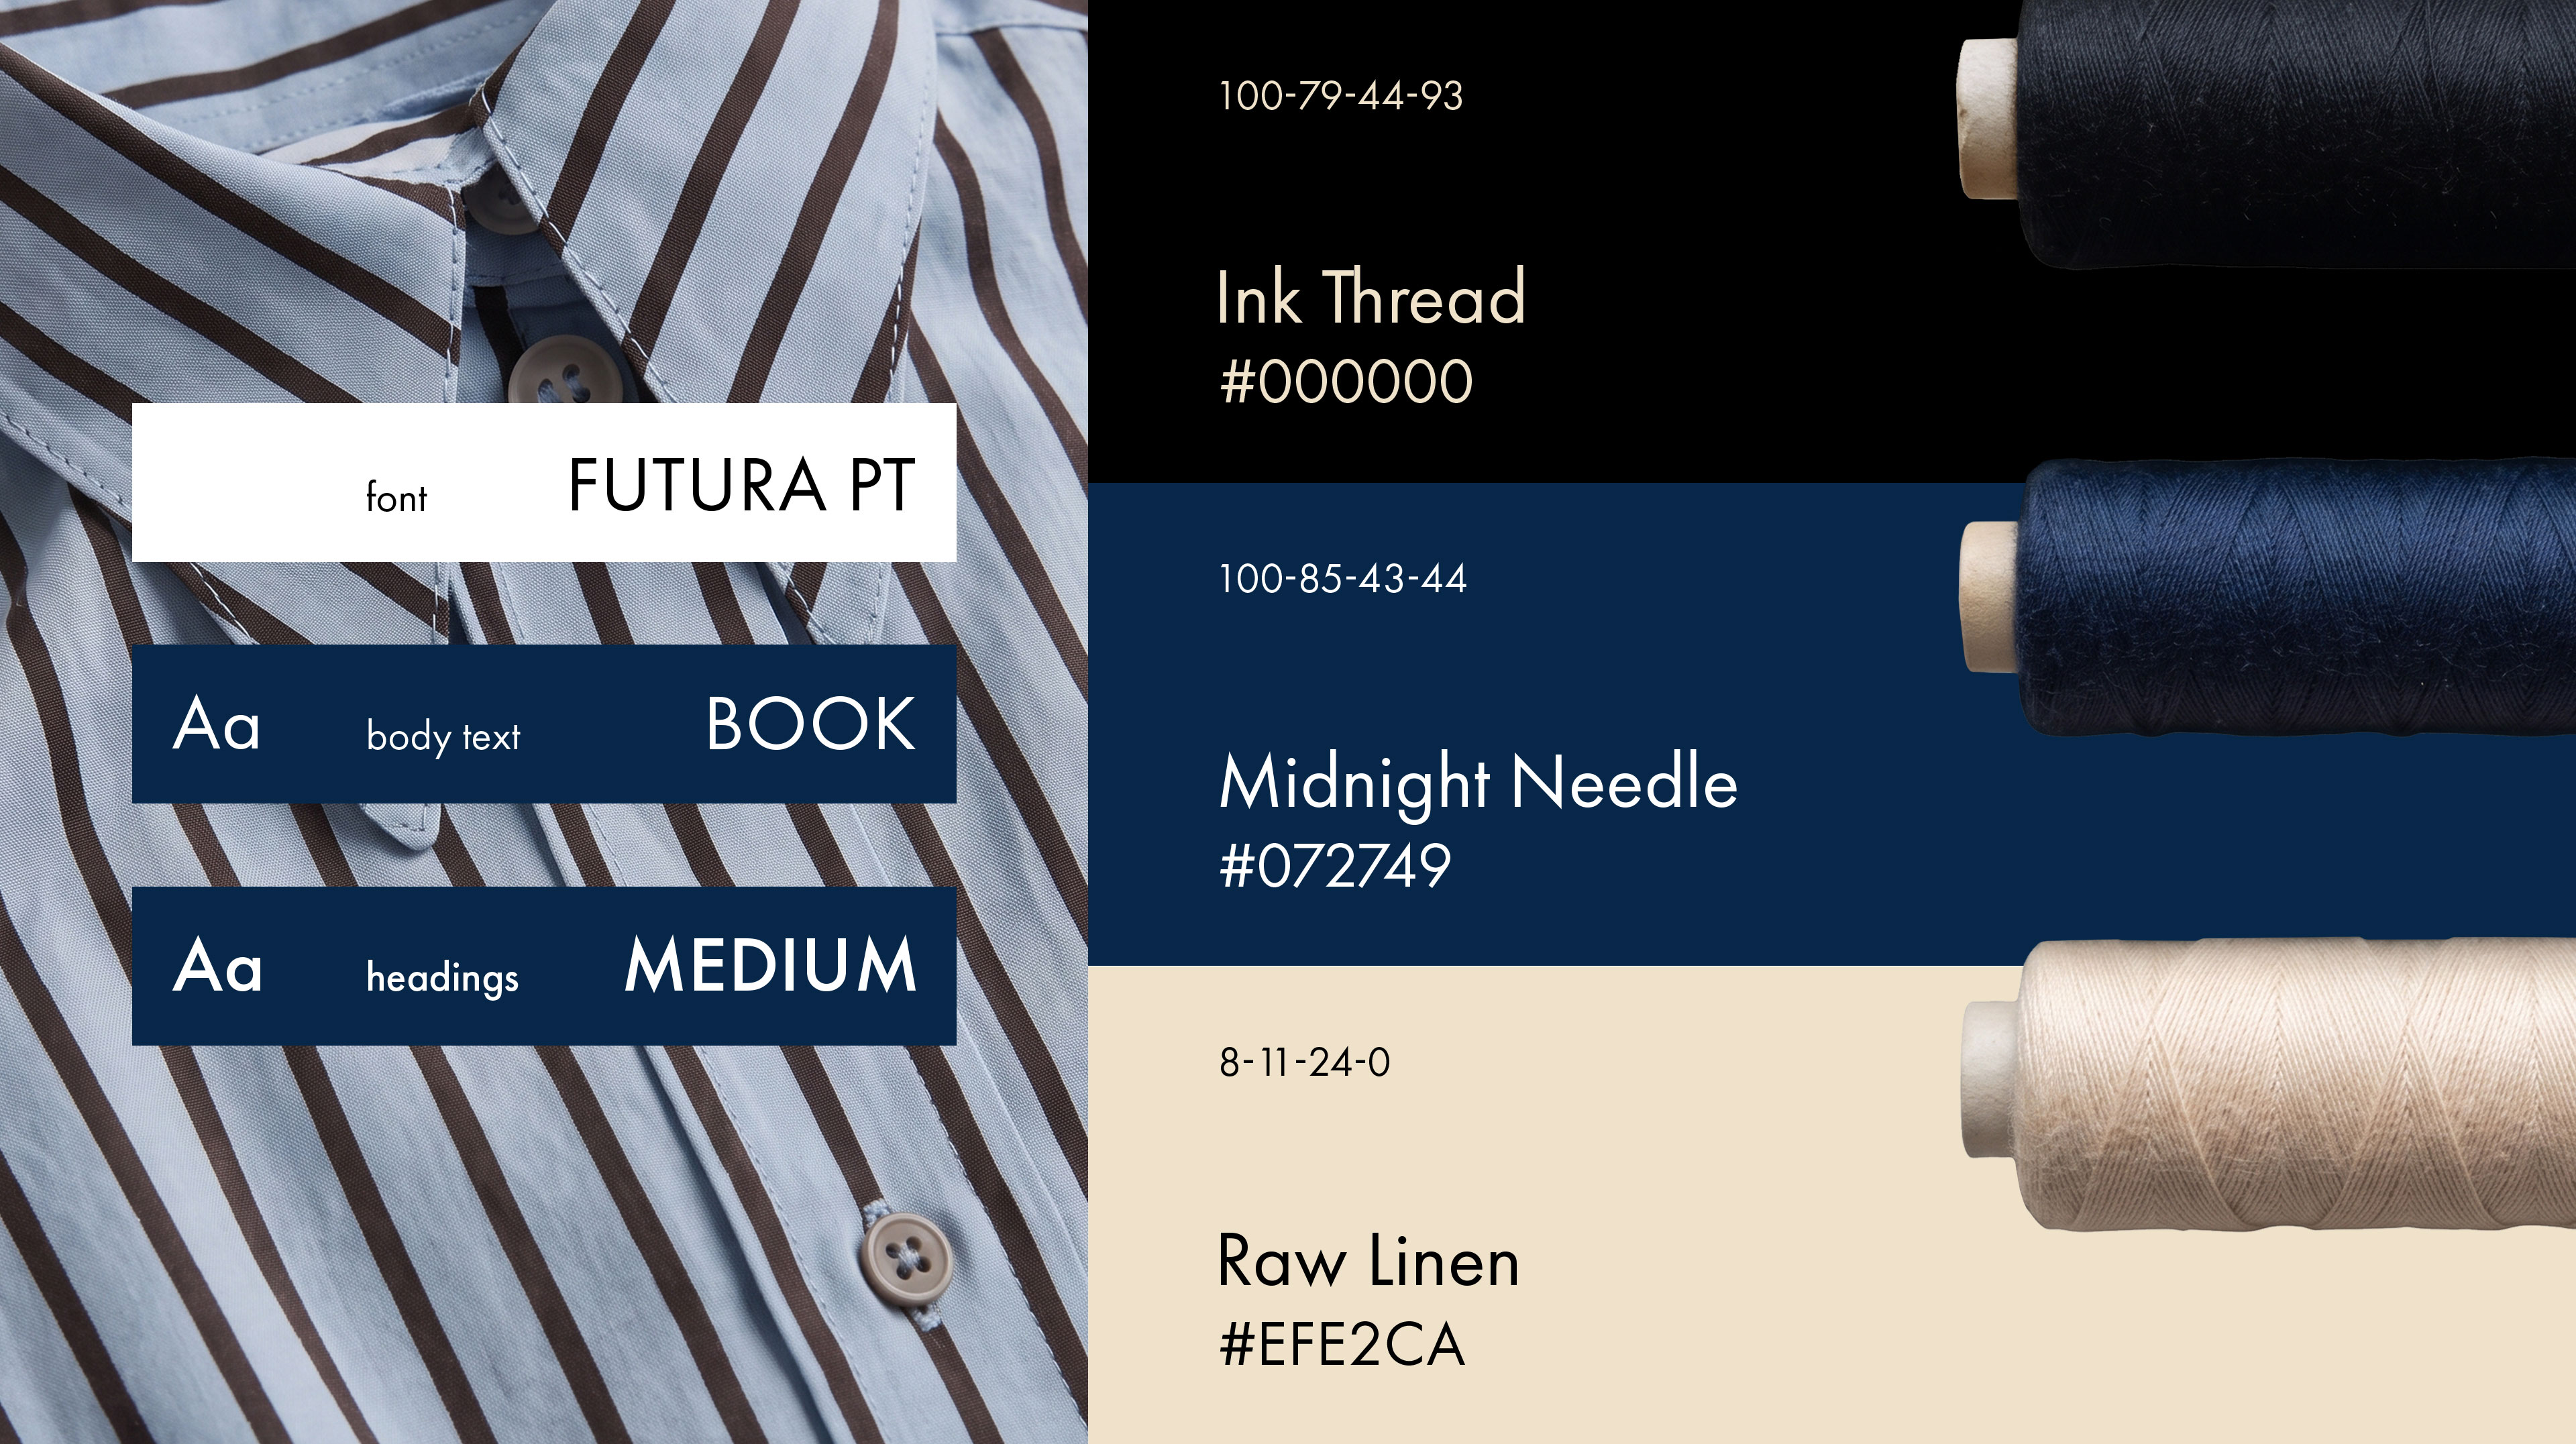 font FUTURA PT
Aa body text BOOK
Aa headings MEDIUM
100-79-44-93
Ink Thread
#000000
100-85-43-44
Midnight Needle
#072749
8-11-24-0
Raw Linen
#EFE2CA